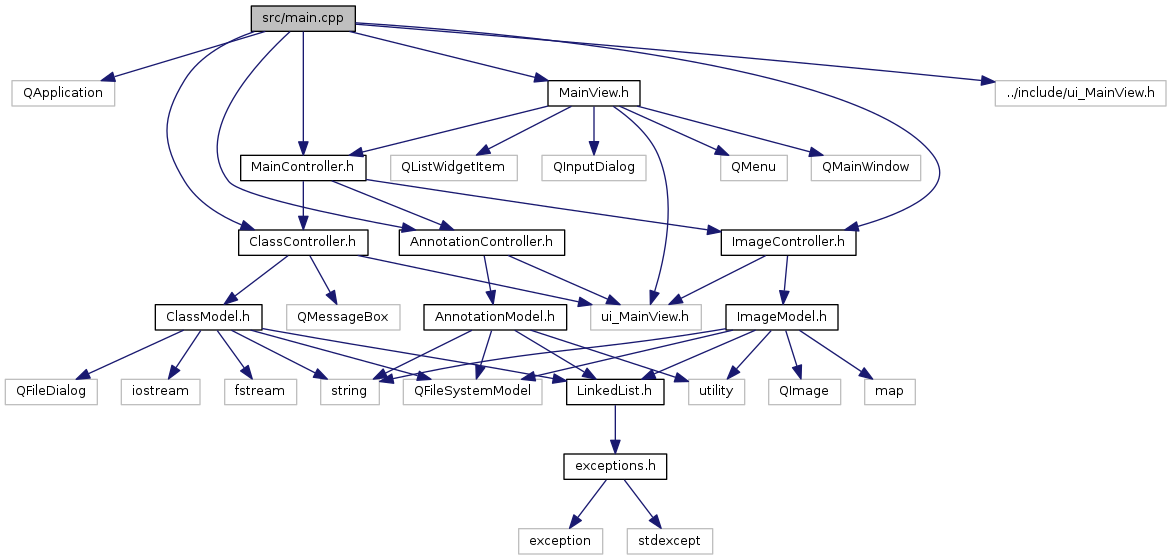 src/main.cpp
QApplication
MainView.h
../include/ui_MainView.h
MainController.h
QListWidgetItem
QInputDialog
QMenu
QMainWindow
ClassController.h
AnnotationController.h
ImageController.h
ClassModel.h
QMessageBox
AnnotationModel.h
ui_MainView.h
ImageModel.h
QFileDialog
iostream
fstream
string
QFileSystemModel
LinkedList.h
utility
QImage
map
exceptions.h
exception
stdexcept